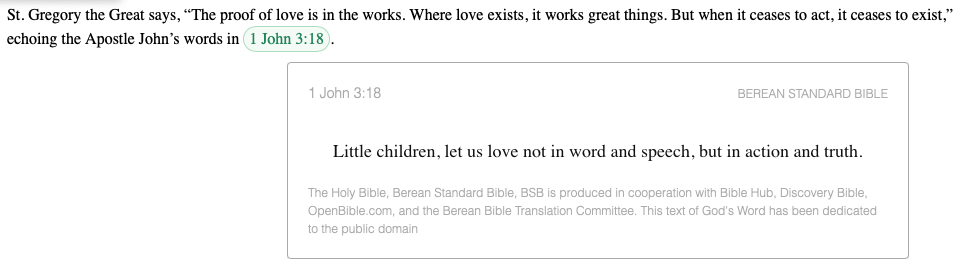 St. Gregory the Great says, “The proof of love is in the works. Where love exists, it works great things. But when it ceases to act, it ceases to exist,”
echoing the Apostle John’s words in 1 John 3:18 .
1 John 3:18
BEREAN STANDARD BIBLE
Little children, let us love not in word and speech, but in action and truth.
The Holy Bible, Berean Standard Bible, BSB is produced in cooperation with Bible Hub, Discovery Bible,
OpenBible.com, and the Berean Bible Translation Committee. This text of God's Word has been dedicated
to the public domain